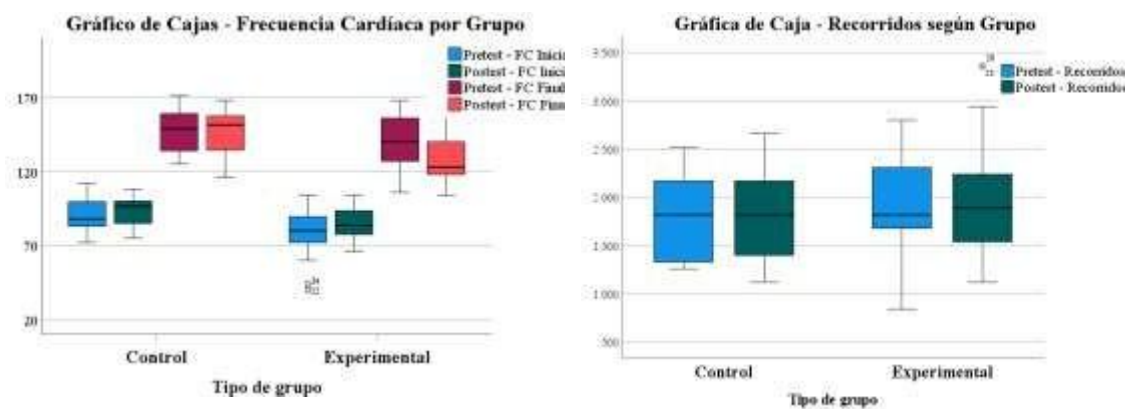 Gráfico de Cajas - Frecuencia Cardíaca por Grupo
Pretest - FC Inici
Postest - FC Inici
Pretest - FC Final
Postest - FC Fina
170
120
70
20
Control
Experimental
Tipo de grupo
Gráfica de Caja - Recorridos según Grupo
Pretest - Recorridos
Postest - Recorridos
3 500
3 000
2 500
2 000
1 500
1 000
500
Control
Experimental
Tipo de grupo